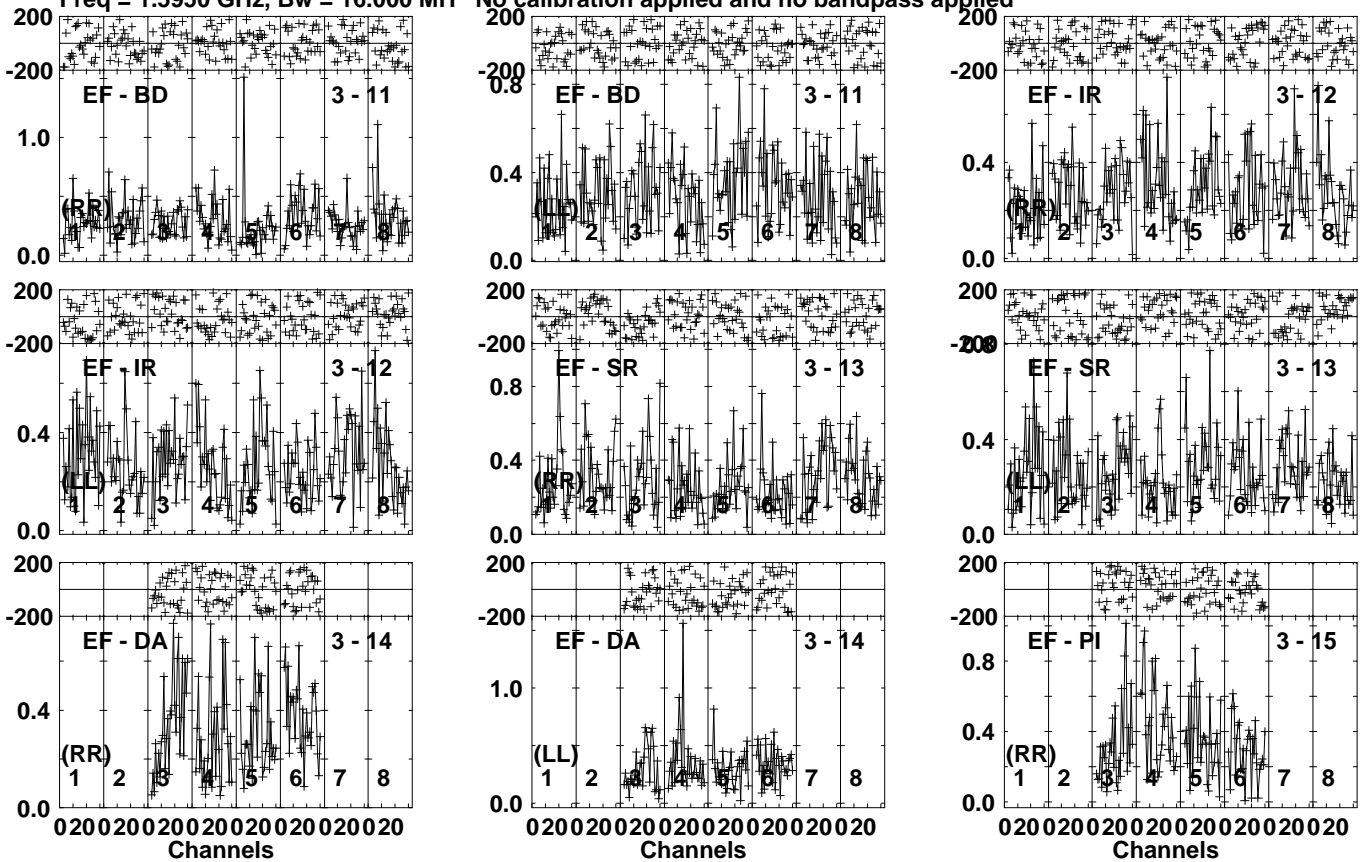 Freq = 1.5950 GHz, Bw = 16.000 MH No calibration applied and no bandpass applied
200 200 200
-200 -200 -200
EF - BD 3 - 11 0.8 EF - BD 3 - 11 EF - IR 3 - 12
1.0
0.4 0.4
(RR) (LL) (RR)
1 2 3 4 5 6 7 8 1 2 3 4 5 6 7 8 1 2 3 4 5 6 7 8
0.0 0.0 0.0
200 200 200
-200 -200 -200 0.8
EF - IR 3 - 12 EF - SR 3 - 13 EF - SR 3 - 13
0.8
0.4 0.4 0.4
(LL) (RR) (LL)
1 2 3 4 5 6 7 8 1 2 3 4 5 6 7 8 1 2 3 4 5 6 7 8
0.0 0.0 0.0
200 200 200
-200 -200 -200
EF - DA 3 - 14 EF - DA 3 - 14 EF - PI 3 - 15
0.8
0.4 1.0 0.4
(RR) (LL) (RR)
1 2 3 4 5 6 7 8 1 2 3 4 5 6 7 8 1 2 3 4 5 6 7 8
0.0 0.0 0.0
0 20 0 20 0 20 0 20 0 20 0 20 0 20 0 20 0 20 0 20 0 20 0 20 0 20 0 20 0 20 0 20 0 20 0 20 0 20 0 20 0 20 0 20 0 20 0 20
Channels Channels Channels